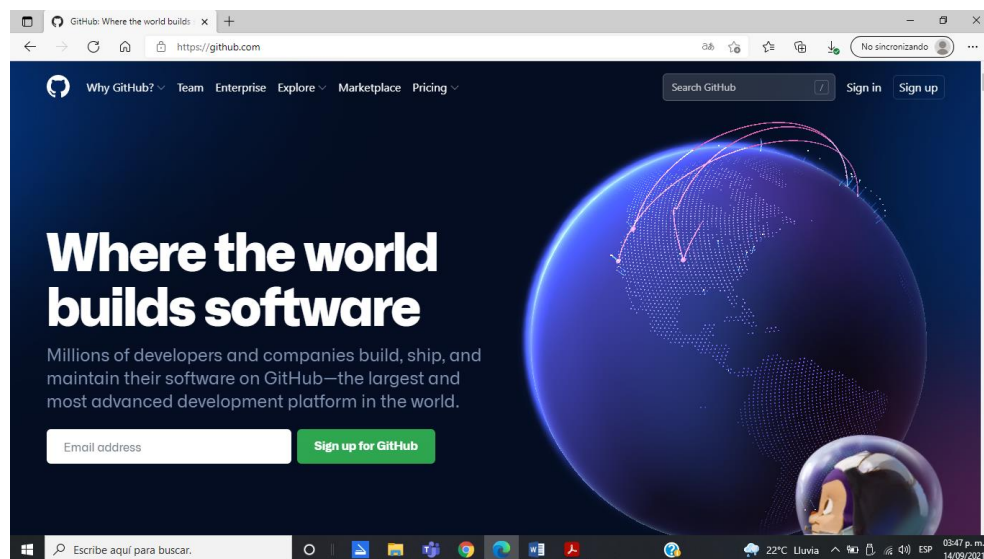 GitHub: Where the world builds
https://github.com
No sincronizando
Why GitHub? Team Enterprise Explore Marketplace Pricing
Search GitHub /
Sign in Sign up
Where the world
builds software
Millions of developers and companies build, ship, and
maintain their software on GitHub—the largest and
most advanced development platform in the world.
Email address
Sign up for GitHub
Escribe aquí para buscar.
22°C Lluvia
ESP
03:47 p. m.
14/09/2021